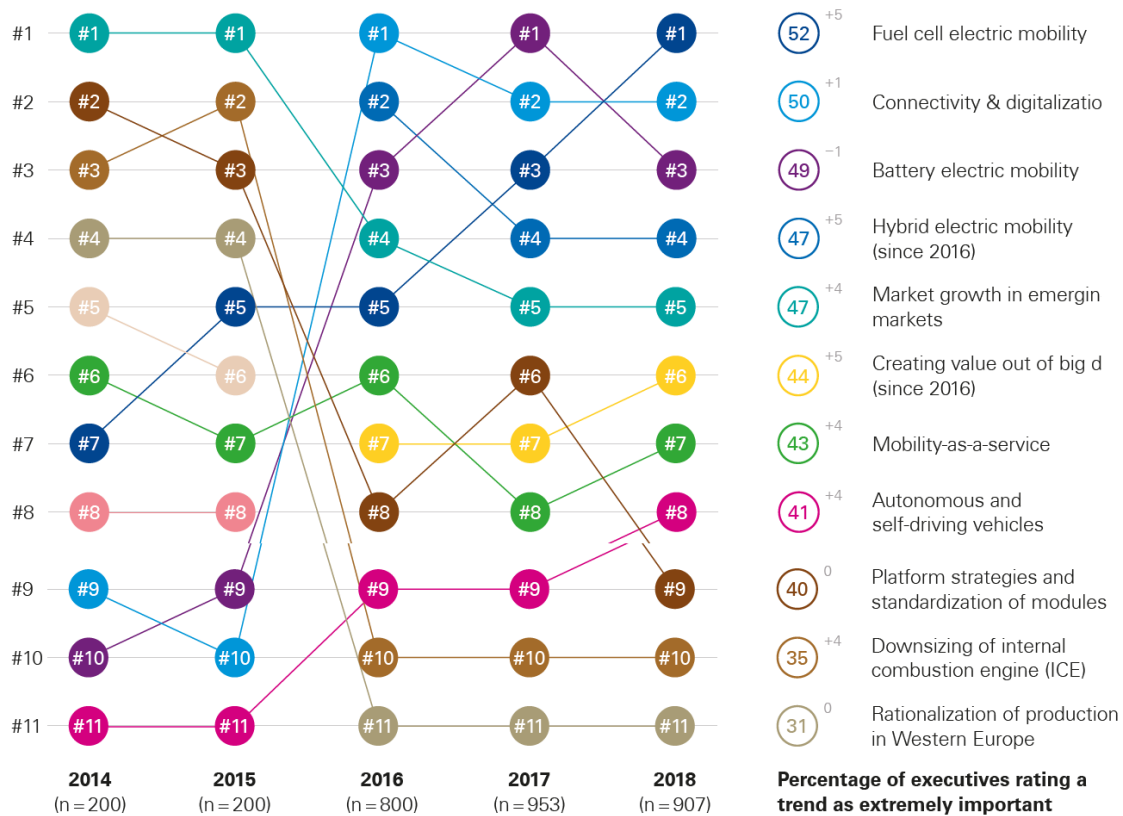 #1 #1 #1 #1 #1 #1 52 +5 Fuel cell electric mobility
#2 #2 #2 #2 #2 #2 50 +1 Connectivity & digitalizatio
#3 #3 #3 #3 #3 #3 49 −1 Battery electric mobility
#4 #4 #4 #4 #4 #4 47 +5 Hybrid electric mobility
(since 2016)
#5 #5 #5 #5 #5 #5 47 +4 Market growth in emergin
markets
#6 #6 #6 #6 #6 #6 44 +5 Creating value out of big d
(since 2016)
#7 #7 #7 #7 #7 #7 43 +4 Mobility-as-a-service
#8 #8 #8 #8 #8 #8 41 +4 Autonomous and
self-driving vehicles
#9 #9 #9 #9 #9 #9 40 0 Platform strategies and
standardization of modules
#10 #10 #10 #10 #10 #10 35 +4 Downsizing of internal
combustion engine (ICE)
#11 #11 #11 #11 #11 #11 31 0 Rationalization of production
in Western Europe
2014 2015 2016 2017 2018 Percentage of executives rating a
(n=200) (n=200) (n=800) (n=953) (n=907) trend as extremely important